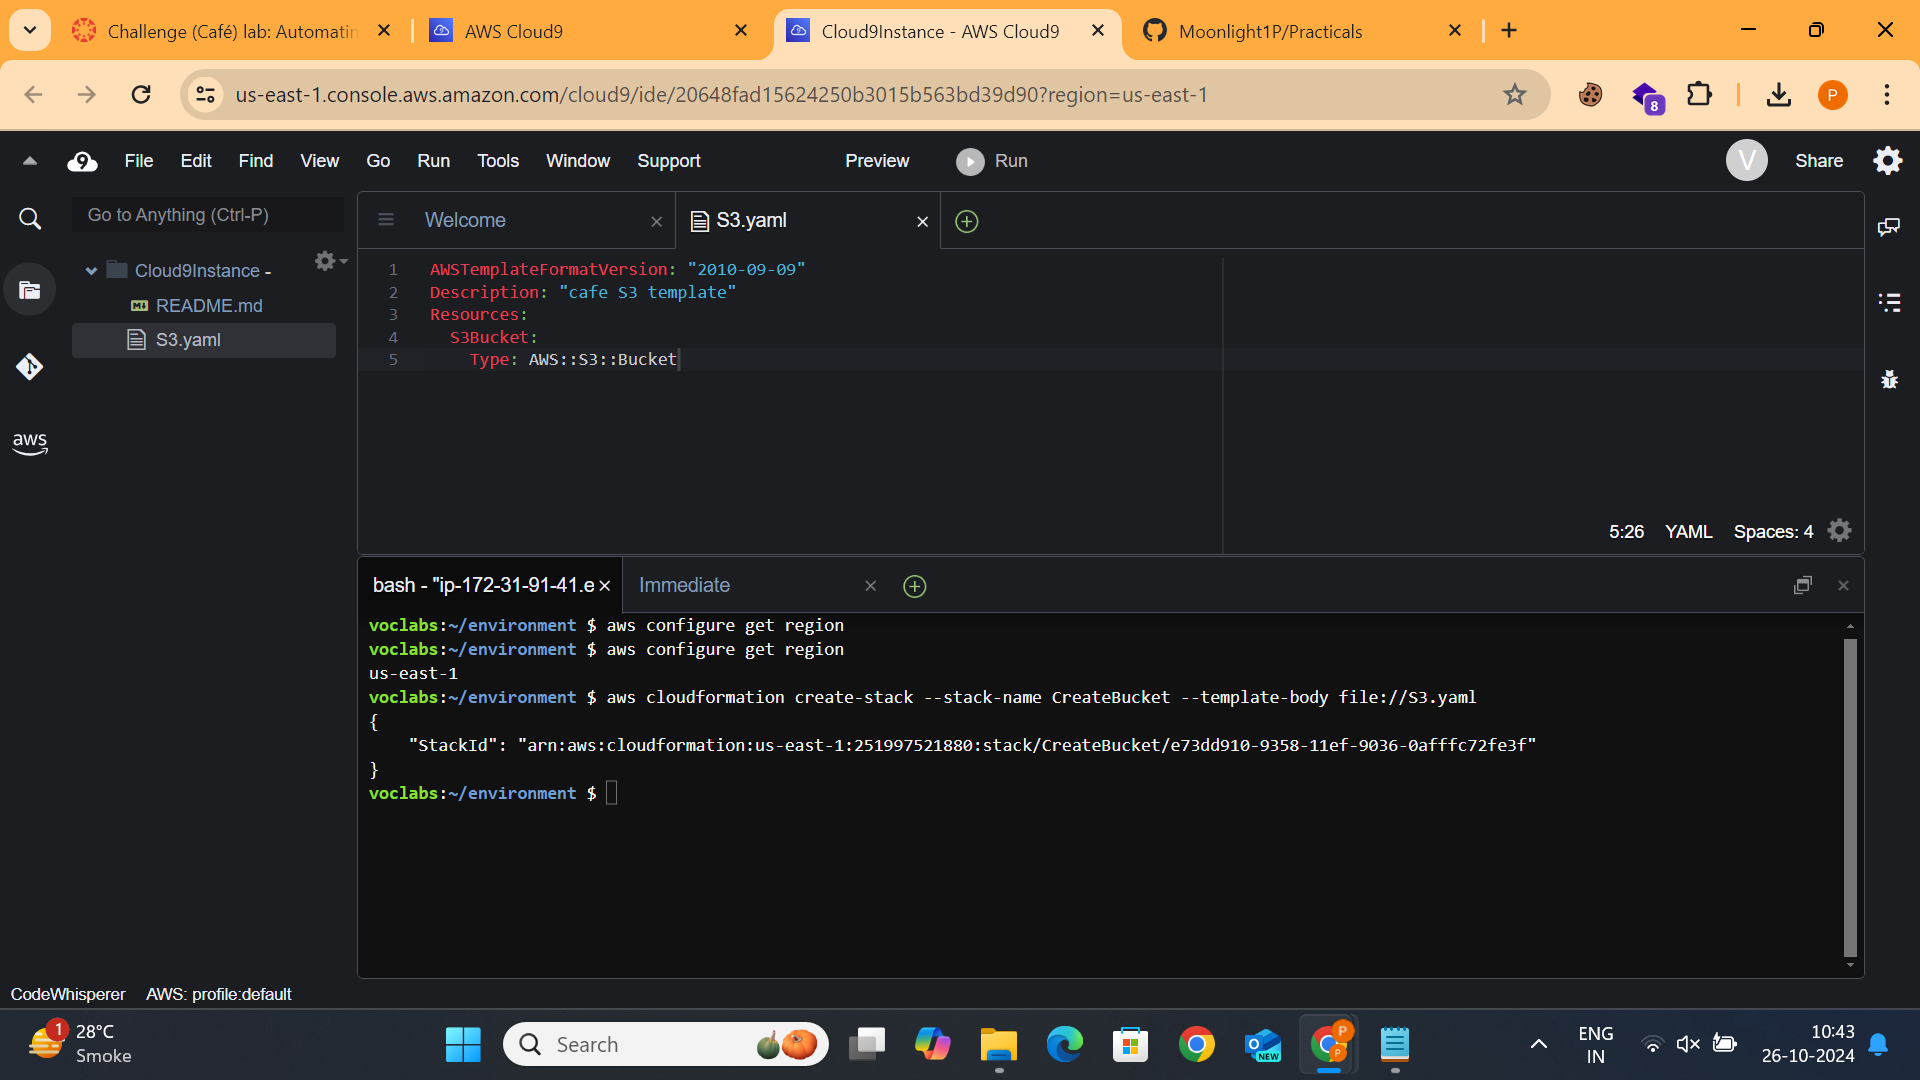 Challenge (Café) lab: Automatin
AWS Cloud9
Cloud9Instance - AWS Cloud9
Moonlight1P/Practicals
us-east-1.console.aws.amazon.com/cloud9/ide/20648fad15624250b3015b563bd39d90?region=us-east-1
8
P
9 File Edit Find View Go Run Tools Window Support Preview Run V Share
Go to Anything (Ctrl-P)
Cloud9Instance -
README.md
S3.yaml
aws
Welcome
S3.yaml
1 AWSTemplateFormatVersion: "2010-09-09"
2 Description: "cafe S3 template"
3 Resources:
4 S3Bucket:
5 Type: AWS::S3::Bucket
5:26 YAML Spaces: 4
bash - "ip-172-31-91-41.e
Immediate
voclabs:~/environment $ aws configure get region
voclabs:~/environment $ aws configure get region
us-east-1
voclabs:~/environment $ aws cloudformation create-stack --stack-name CreateBucket --template-body file://S3.yaml
{
"StackId": "arn:aws:cloudformation:us-east-1:251997521880:stack/CreateBucket/e73dd910-9358-11ef-9036-0afffc72fe3f"
}
voclabs:~/environment $
CodeWhisperer AWS: profile:default
1
28°C
Smoke
Search
NEW
P
P
ENG
IN
10:43
26-10-2024